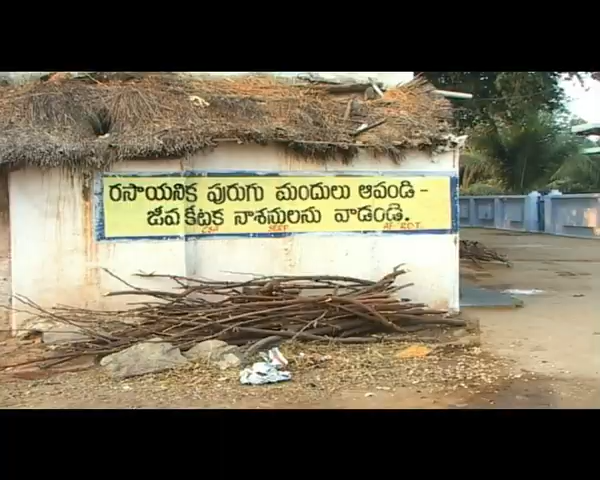 రసాయనిక పురుగు మందులు ఆపండి -
జీవ కీటక నాశనులను వాడండి.